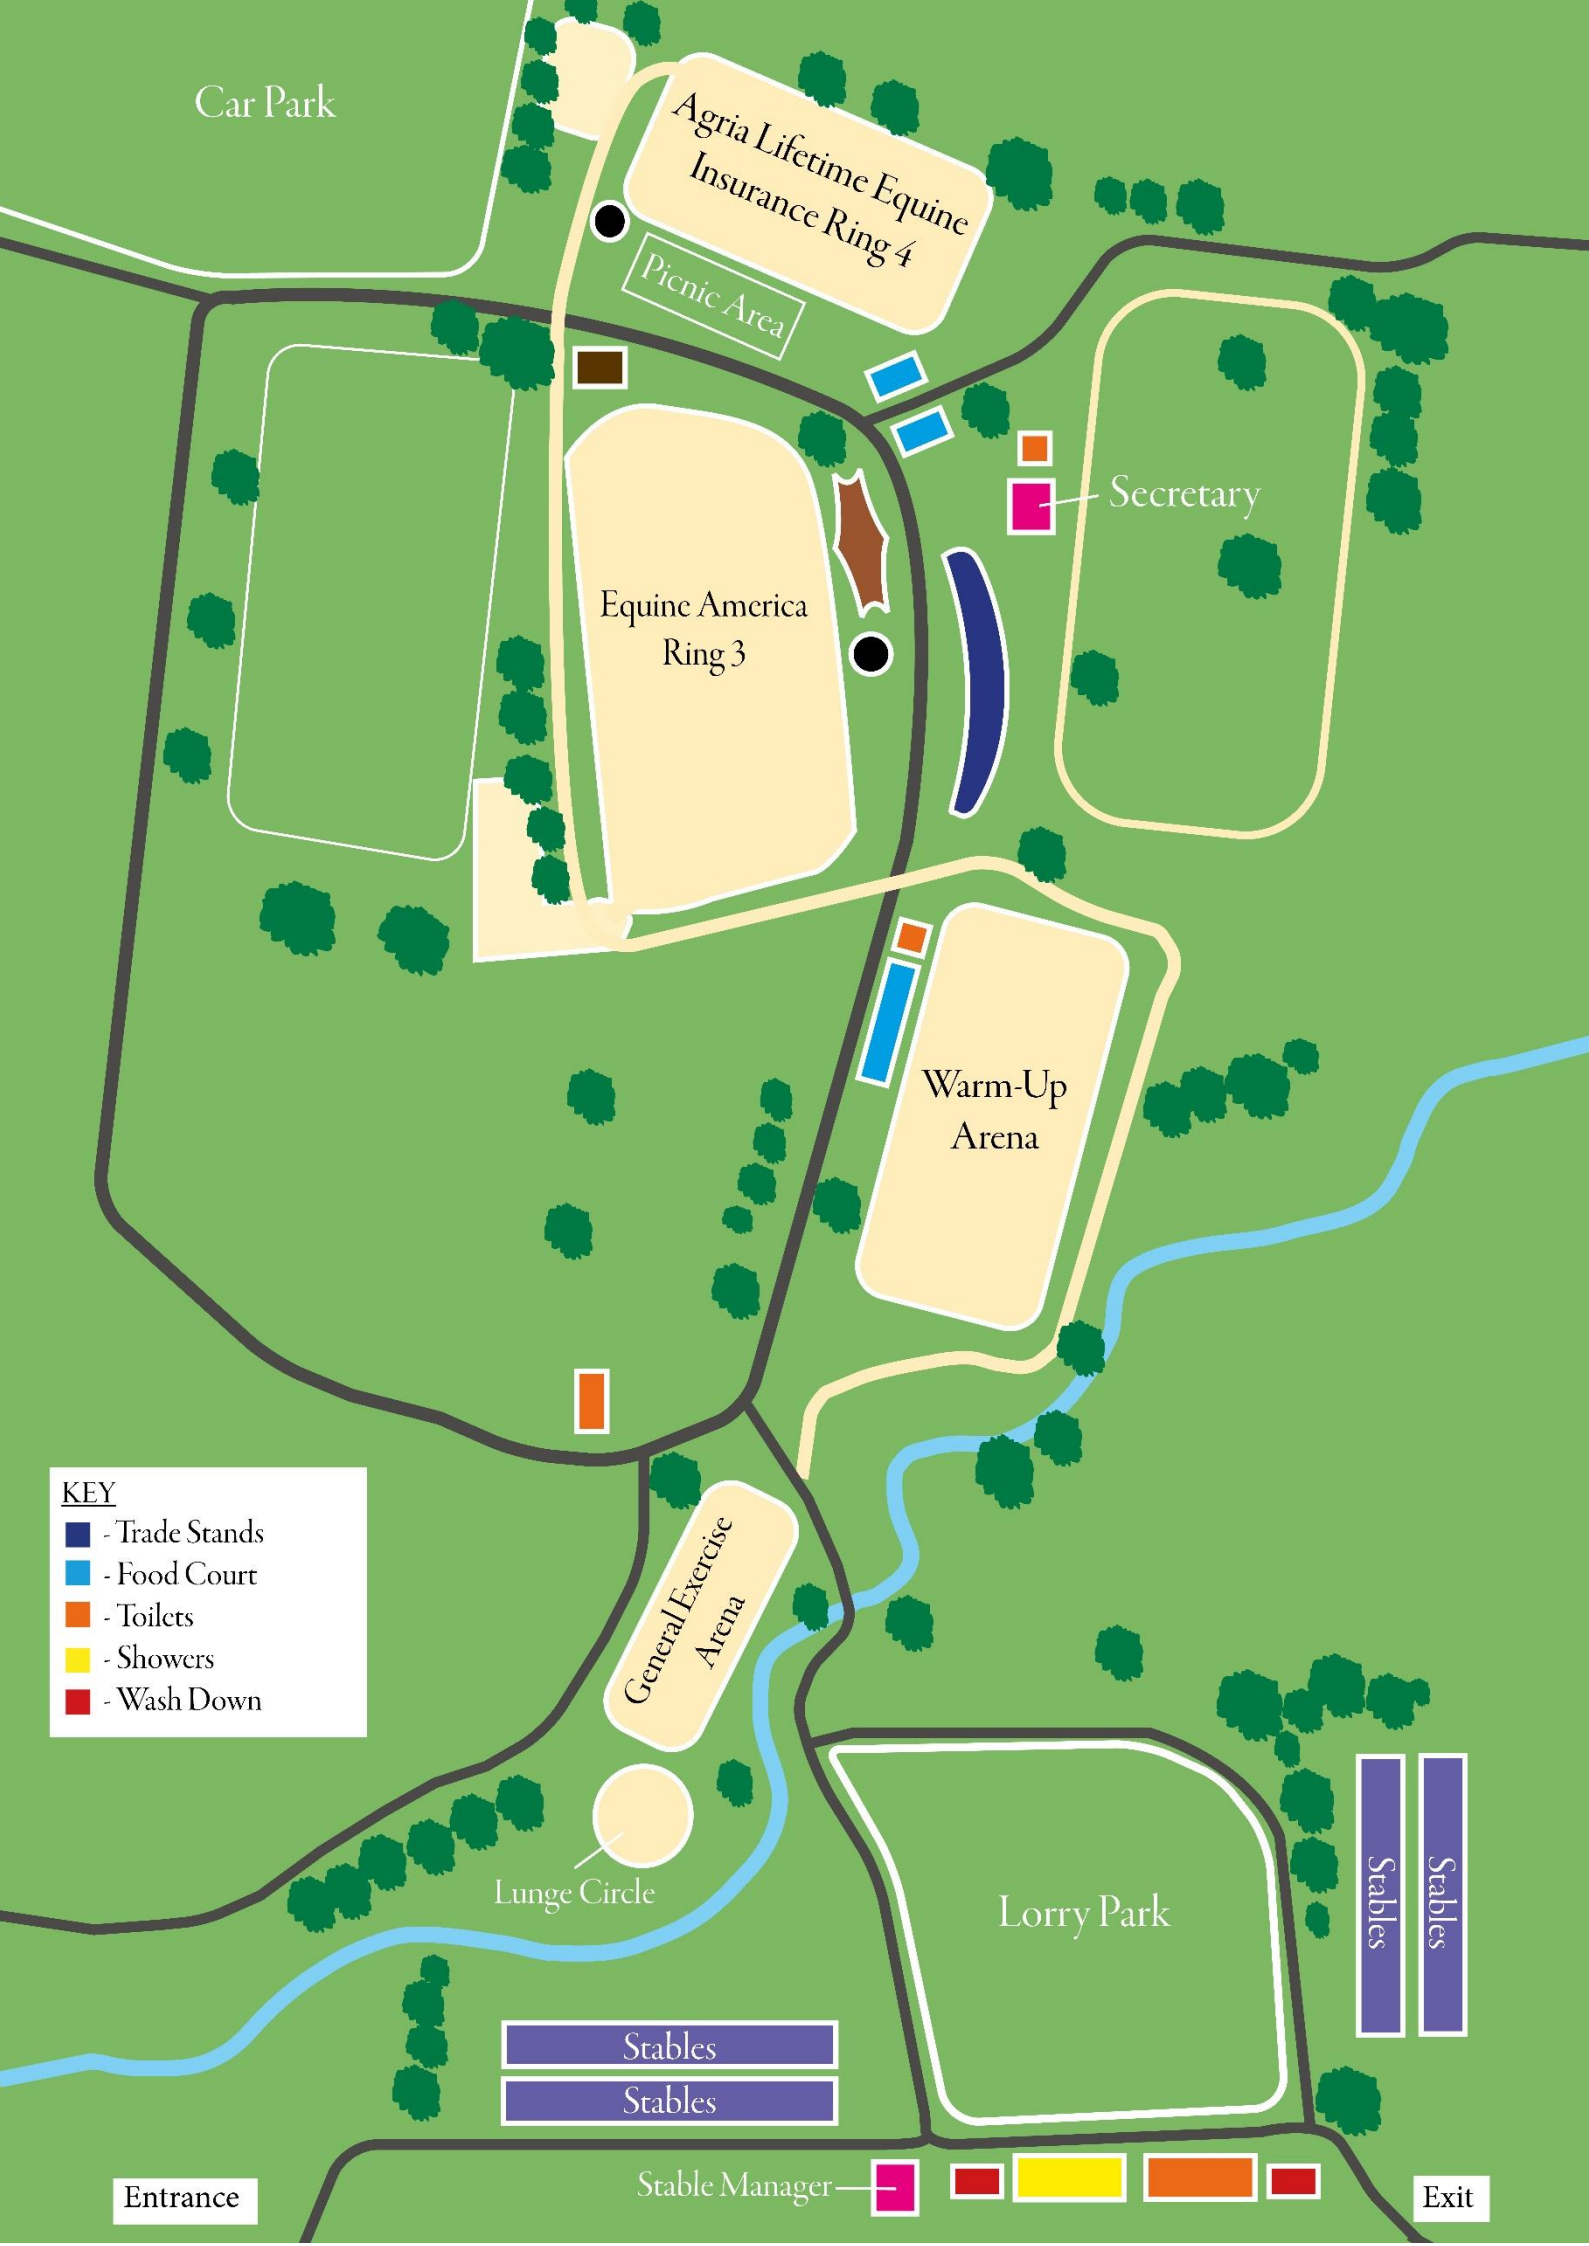 Car Park
Agria Lifetime Equine
Insurance Ring 4
Picnic Area
Secretary
Equine America
Ring 3
Warm-Up
Arena
KEY
- Trade Stands
- Food Court
- Toilets
- Showers
- Wash Down
General Exercise
Arena
Lunge Circle
Lorry Park
Stables
Stables
Stables
Stables
Stable Manager
Entrance
Exit